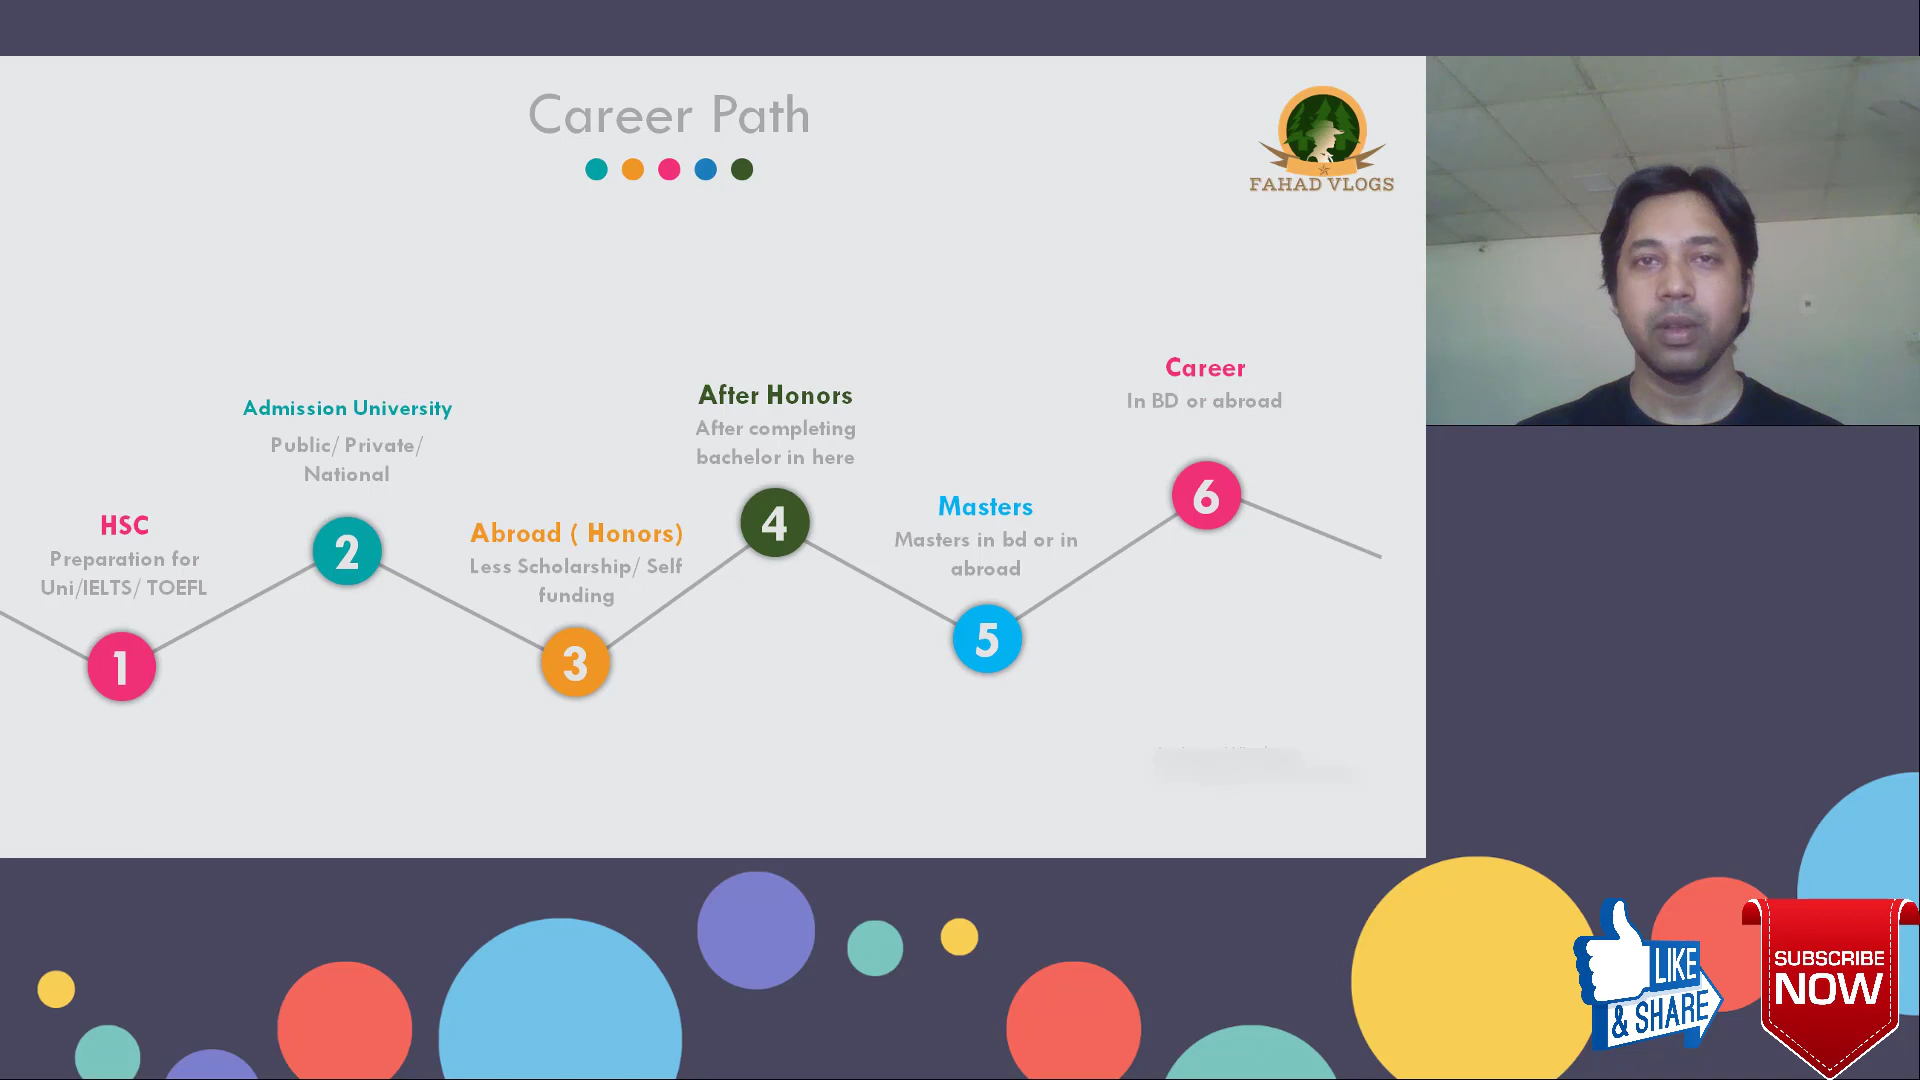 Career Path
FAHAD VLOGS
HSC
Preparation for
Uni/IELTS/ TOEFL
1
Admission University
Public/ Private/
National
2
Abroad ( Honors)
Less Scholarship/ Self
funding
3
After Honors
After completing
bachelor in here
4
Masters
Masters in bd or in
abroad
5
Career
In BD or abroad
6
LIKE
& SHARE
SUBSCRIBE
NOW